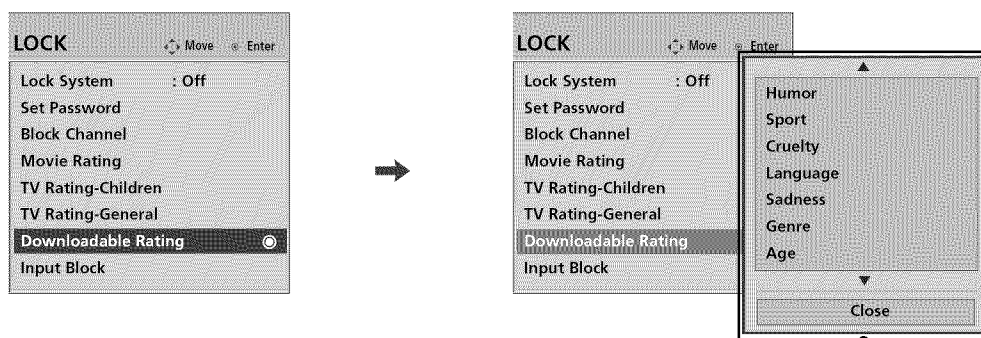 LOCK Move Enter
Lock System : Off
Set Password
Block Channel
Movie Rating
TV Rating-Children
TV Rating-General
Downloadable Rating
Input Block
LOCK Move Enter
Lock System : Off
Set Password
Block Channel
Movie Rating
TV Rating-Children
TV Rating-General
Downloadable Rating
Input Block
Humor
Sport
Cruelty
Language
Sadness
Genre
Age
Close